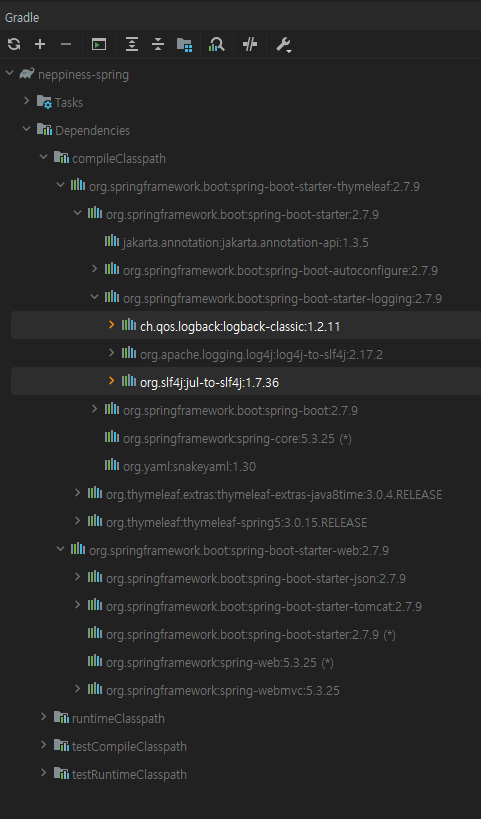 Gradle
neppiness-spring
Tasks
Dependencies
compileClasspath
org.springframework.boot:spring-boot-starter-thymeleaf:2.7.9
org.springframework.boot:spring-boot-starter:2.7.9
jakarta.annotation:jakarta.annotation-api:1.3.5
org.springframework.boot:spring-boot-autoconfigure:2.7.9
org.springframework.boot:spring-boot-starter-logging:2.7.9
ch.qos.logback:logback-classic:1.2.11
org.apache.logging.log4j:log4j-to-slf4j:2.17.2
org.slf4j:jul-to-slf4j:1.7.36
org.springframework.boot:spring-boot:2.7.9
org.springframework:spring-core:5.3.25 (*)
org.yaml:snakeyaml:1.30
org.thymeleaf.extras:thymeleaf-extras-java8time:3.0.4.RELEASE
org.thymeleaf:thymeleaf-spring5:3.0.15.RELEASE
org.springframework.boot:spring-boot-starter-web:2.7.9
org.springframework.boot:spring-boot-starter-json:2.7.9
org.springframework.boot:spring-boot-starter-tomcat:2.7.9
org.springframework.boot:spring-boot-starter:2.7.9 (*)
org.springframework:spring-web:5.3.25 (*)
org.springframework:spring-webmvc:5.3.25
runtimeClasspath
testCompileClasspath
testRuntimeClasspath